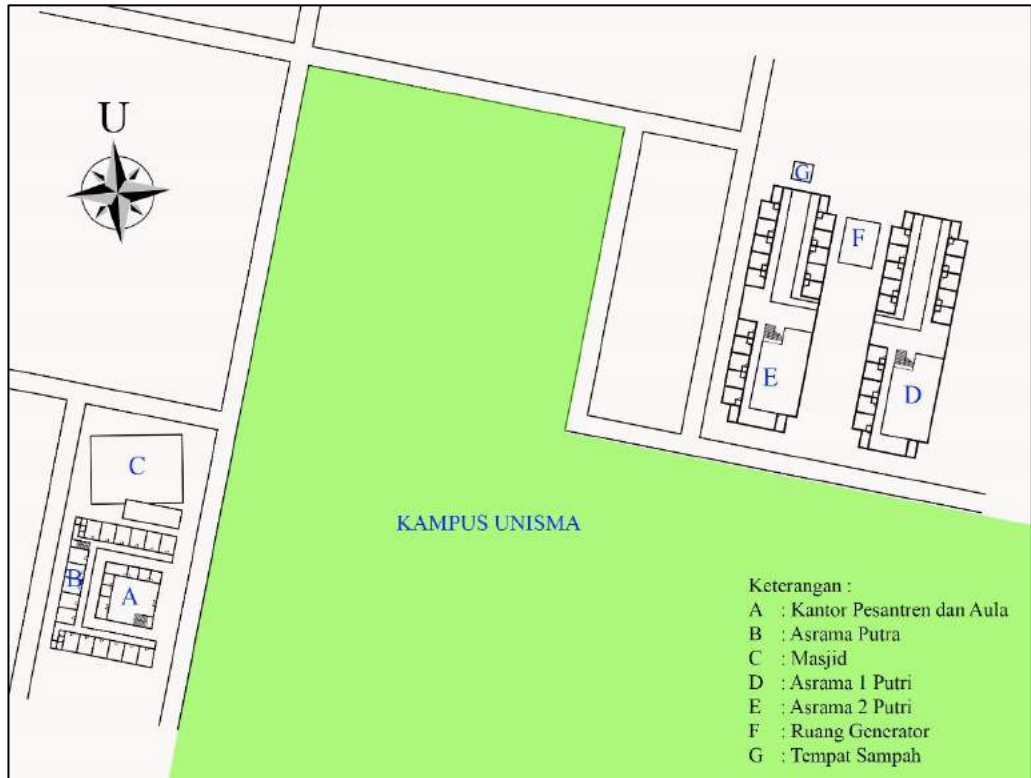 U
G
F
E
D
C
KAMPUS UNISMA
B
A
Keterangan :
A : Kantor Pesantren dan Aula
B : Asrama Putra
C : Masjid
D : Asrama 1 Putri
E : Asrama 2 Putri
F : Ruang Generator
G : Tempat Sampah